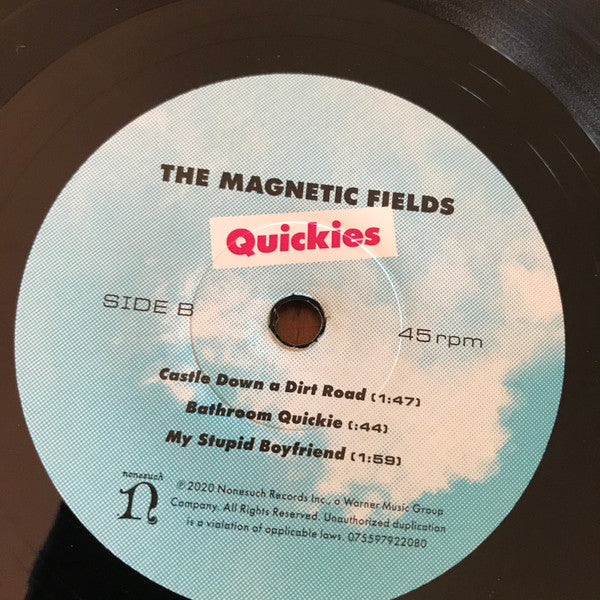 THE MAGNETIC FIELDS
Quickies
SIDE B
45 rpm
Castle Down a Dirt Road (1:47)
Bathroom Quickie (:44)
My Stupid Boyfriend (1:59)
nonesuch
n
℗ 2020 Nonesuch Records Inc., a Warner Music Group
Company. All Rights Reserved. Unauthorized duplication
is a violation of applicable laws. 075597922080